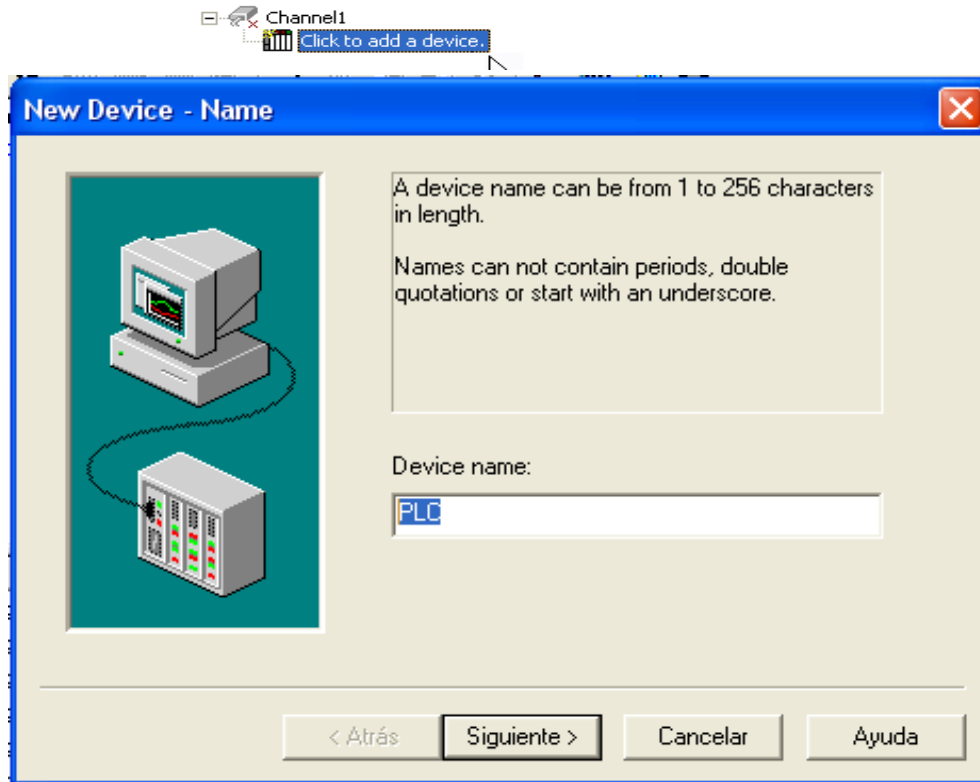 Channel1
Click to add a device.
New Device - Name
A device name can be from 1 to 256 characters
in length.
Names can not contain periods, double
quotations or start with an underscore.
Device name:
PLC
< Atrás
Siguiente >
Cancelar
Ayuda